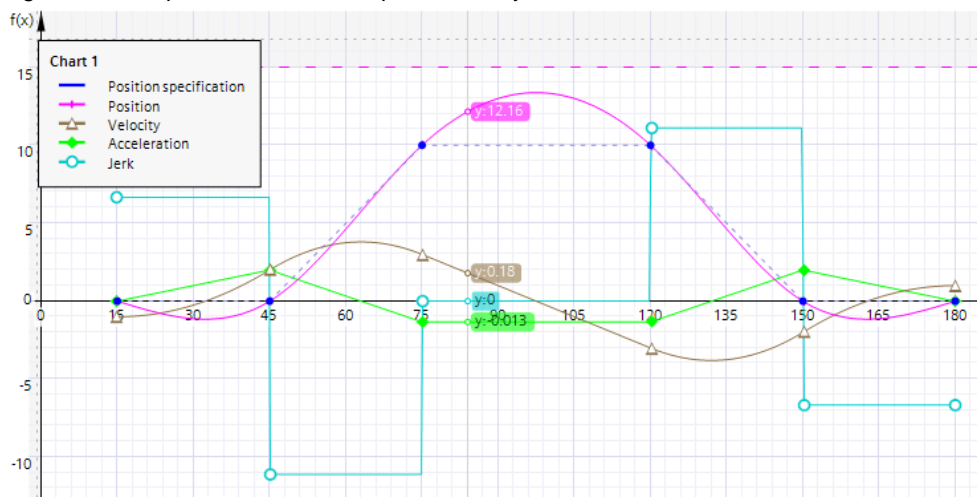 f(x)
Chart 1
Position specification
Position
Velocity
Acceleration
Jerk
15
10
5
0
-5
-10
y:12.16
y:0.18
y:0
y:-0.013
0 15 30 45 60 75 90 105 120 135 150 165 180